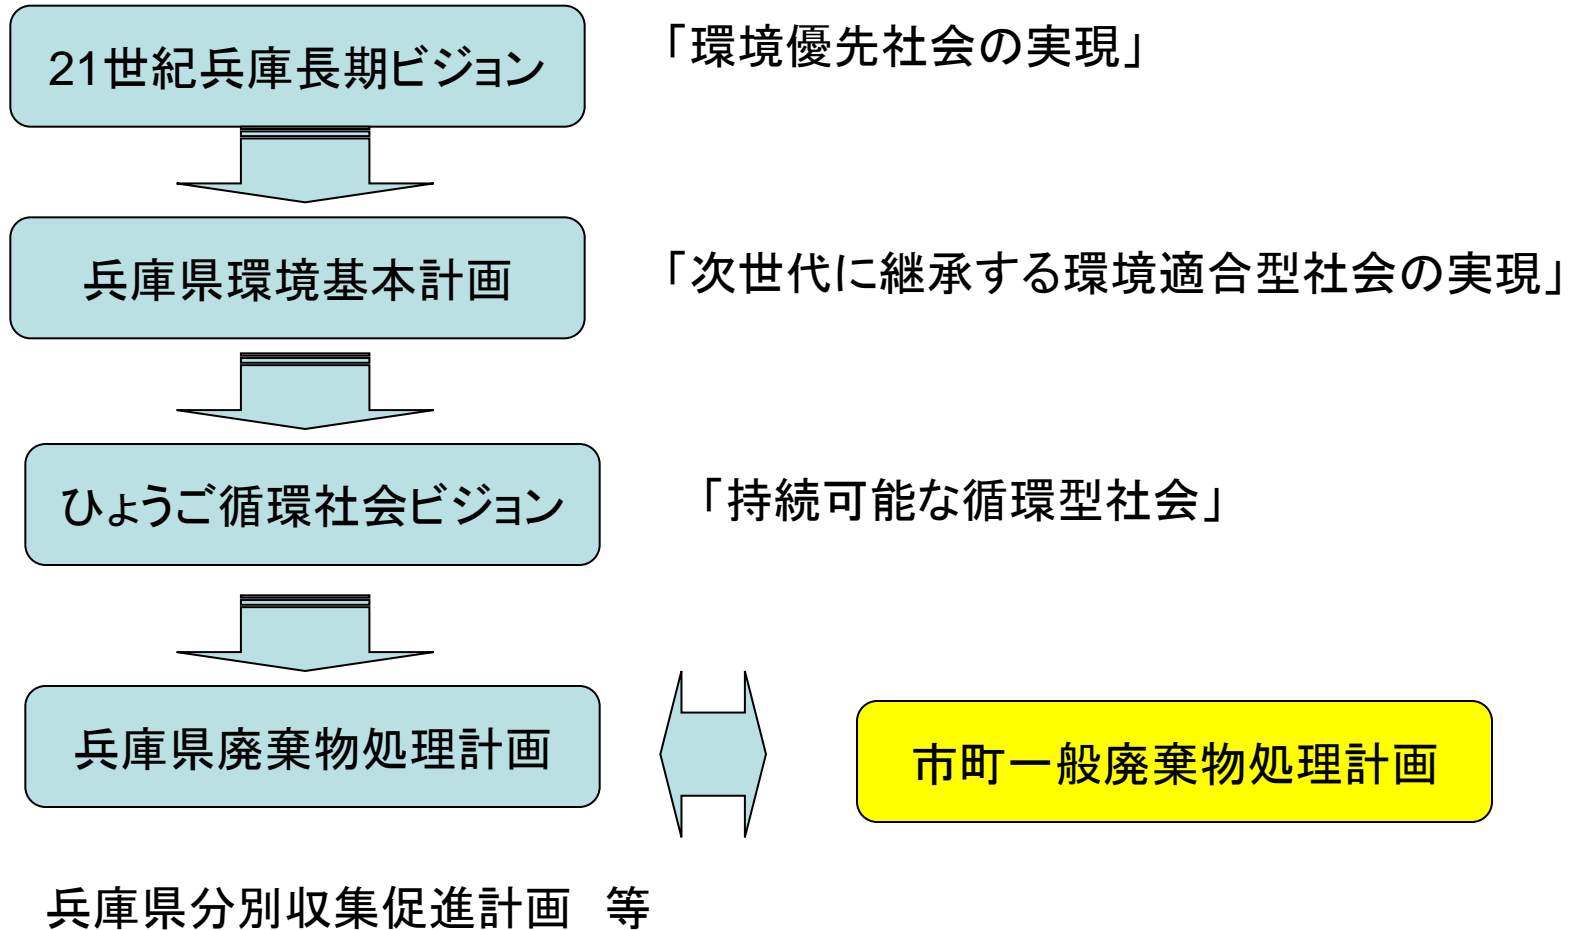 21世紀兵庫長期ビジョン
「環境優先社会の実現」
兵庫県環境基本計画
「次世代に継承する環境適合型社会の実現」
ひょうご循環社会ビジョン
「持続可能な循環型社会」
兵庫県廃棄物処理計画
市町一般廃棄物処理計画
兵庫県分別収集促進計画　等